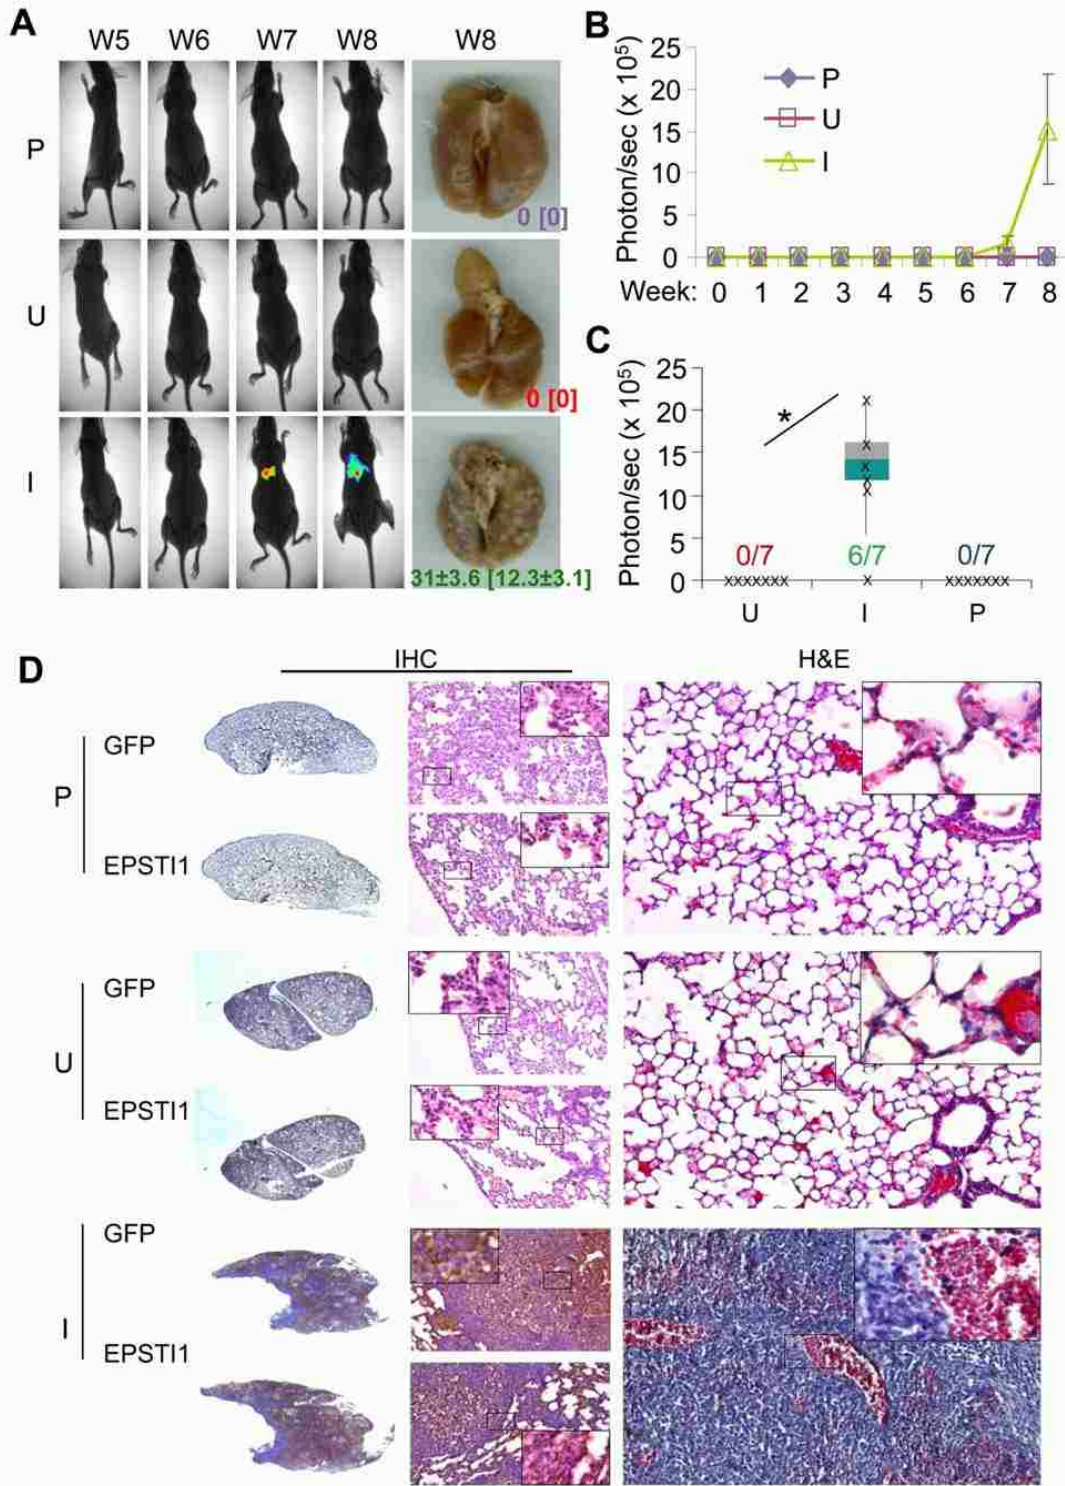 A
W5 W6 W7 W8 W8
P
0 [0]
U
0 [0]
I
31±3.6 [12.3±3.1]
B
Photon/sec (x 10⁵)
25
20
15
10
5
0
P
U
I
Week: 0 1 2 3 4 5 6 7 8
C
Photon/sec (x 10⁵)
25
20
15
10
5
0
*
0/7 6/7 0/7
U I P
D
IHC H&E
P
GFP
EPSTI1
U
GFP
EPSTI1
I
GFP
EPSTI1